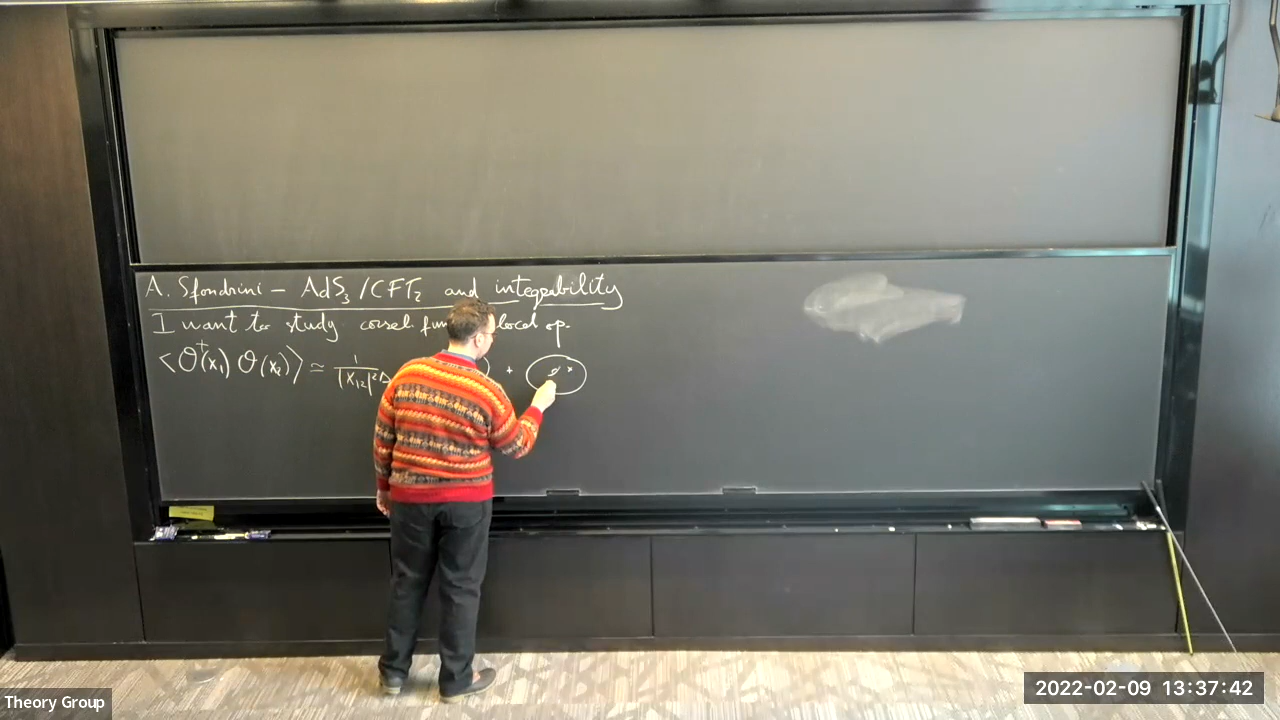 A. Sfondrini – AdS₃/CFT₂ and integrability
I want to study correl. fun local op.
⟨O†(x₁) O(x₂)⟩ ≃ 1/|x₁₂|²Δ +
Theory Group
2022-02-09 13:37:42